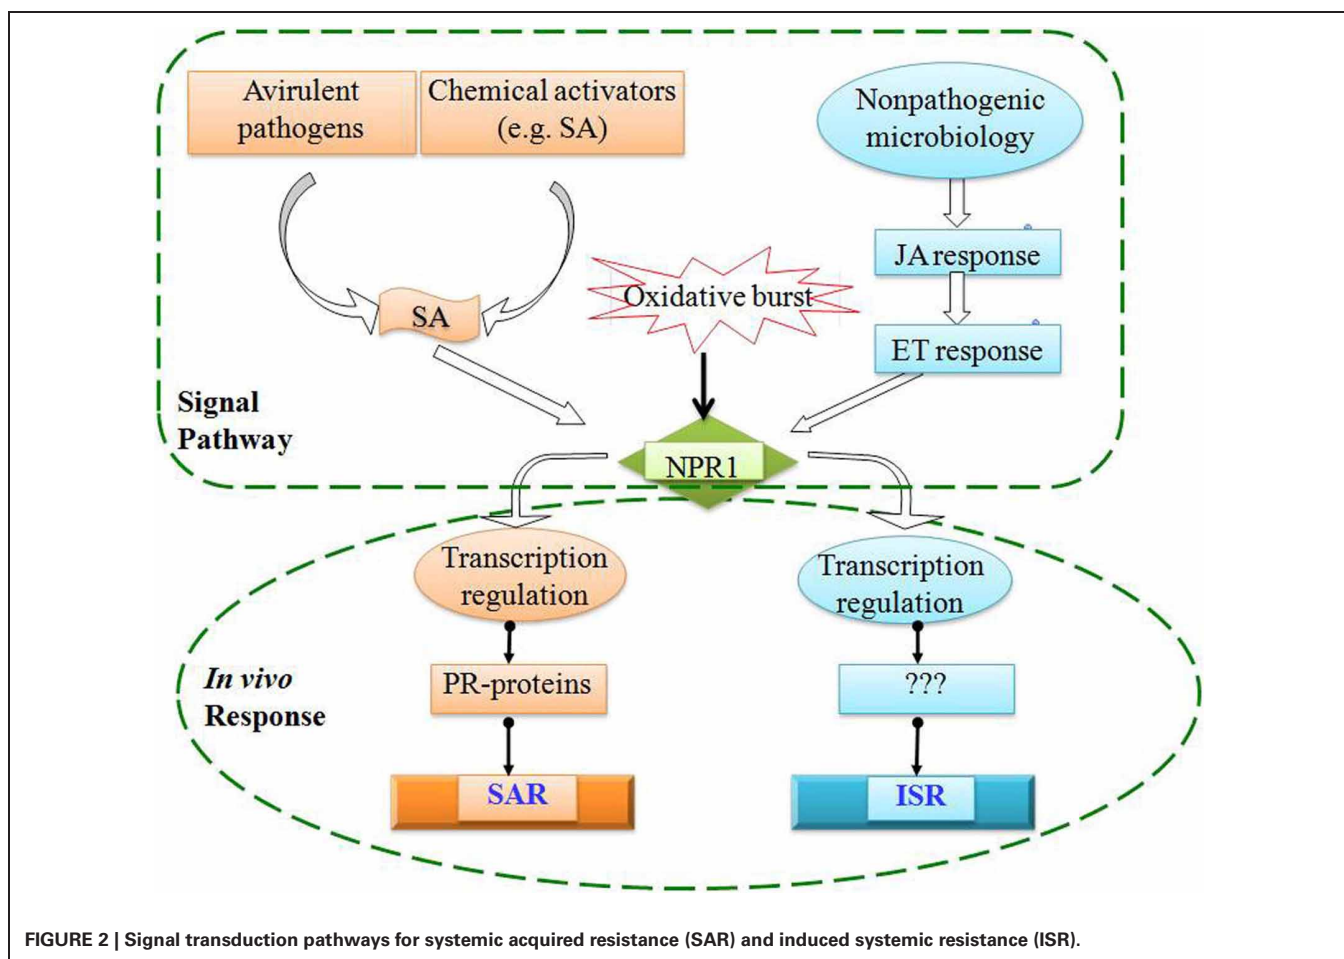 Avirulent
pathogens
Chemical activators
(e.g. SA)
Nonpathogenic
microbiology
JA response
Oxidative burst
SA
ET response
Signal
Pathway
NPR1
Transcription
regulation
Transcription
regulation
In vivo
Response
PR-proteins
???
SAR
ISR
FIGURE 2 | Signal transduction pathways for systemic acquired resistance (SAR) and induced systemic resistance (ISR).